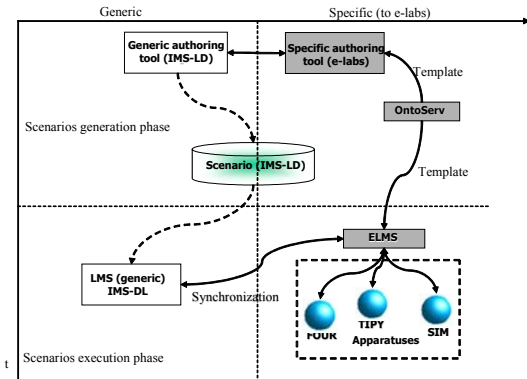 Generic
Specific (to e-labs)
Generic authoring
tool (IMS-LD)
Specific authoring
tool (e-labs)
Template
OntoServ
Scenarios generation phase
Scenario (IMS-LD)
Template
ELMS
LMS (generic)
IMS-DL
Synchronization
FOUR
TIPY
SIM
Apparatuses
t
Scenarios execution phase